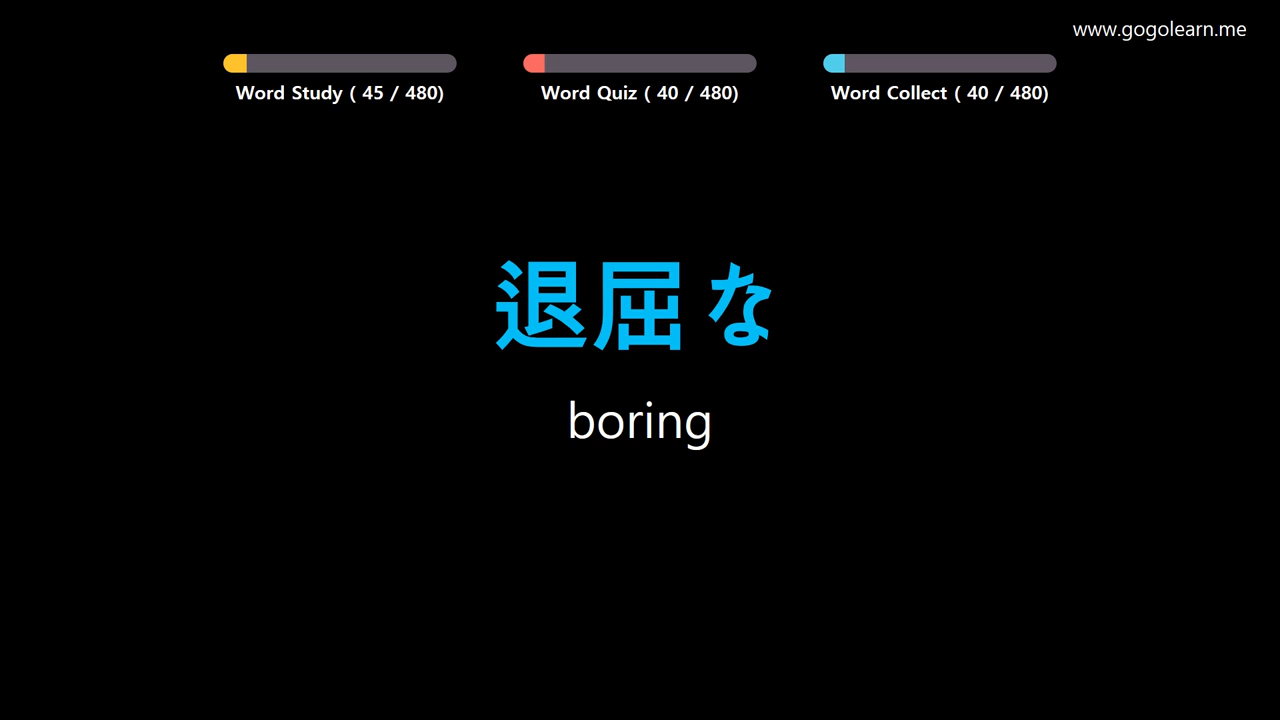 www.gogolearn.me
Word Study ( 45 / 480)
Word Quiz ( 40 / 480)
Word Collect ( 40 / 480)
退屈な
boring